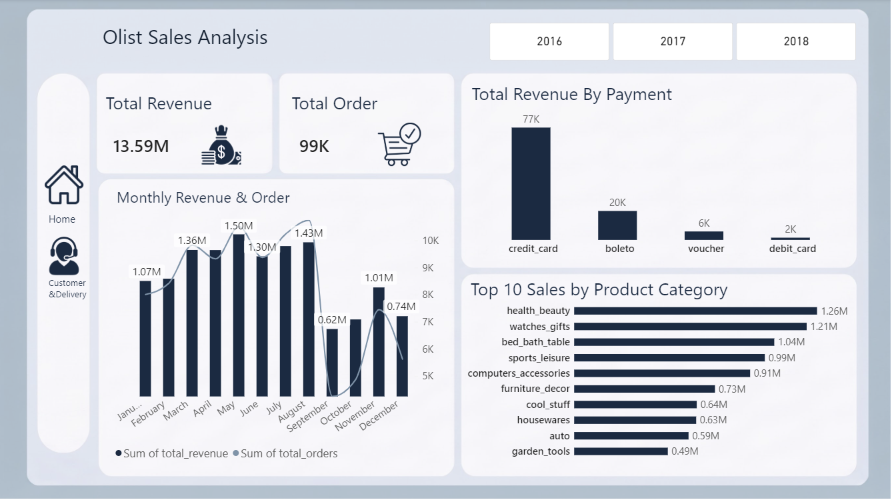 Olist Sales Analysis
2016
2017
2018
Total Revenue
13.59M
Total Order
99K
Home
Customer
&Delivery
Monthly Revenue & Order
1.07M
1.36M
1.50M
1.30M
1.43M
0.62M
1.01M
0.74M
10K
9K
8K
7K
6K
5K
Janu...
February
March
April
May
June
July
August
September
October
November
December
Sum of total_revenue
Sum of total_orders
Total Revenue By Payment
77K
20K
6K
2K
credit_card
boleto
voucher
debit_card
Top 10 Sales by Product Category
health_beauty 1.26M
watches_gifts 1.21M
bed_bath_table 1.04M
sports_leisure 0.99M
computers_accessories 0.91M
furniture_decor 0.73M
cool_stuff 0.64M
housewares 0.63M
auto 0.59M
garden_tools 0.49M